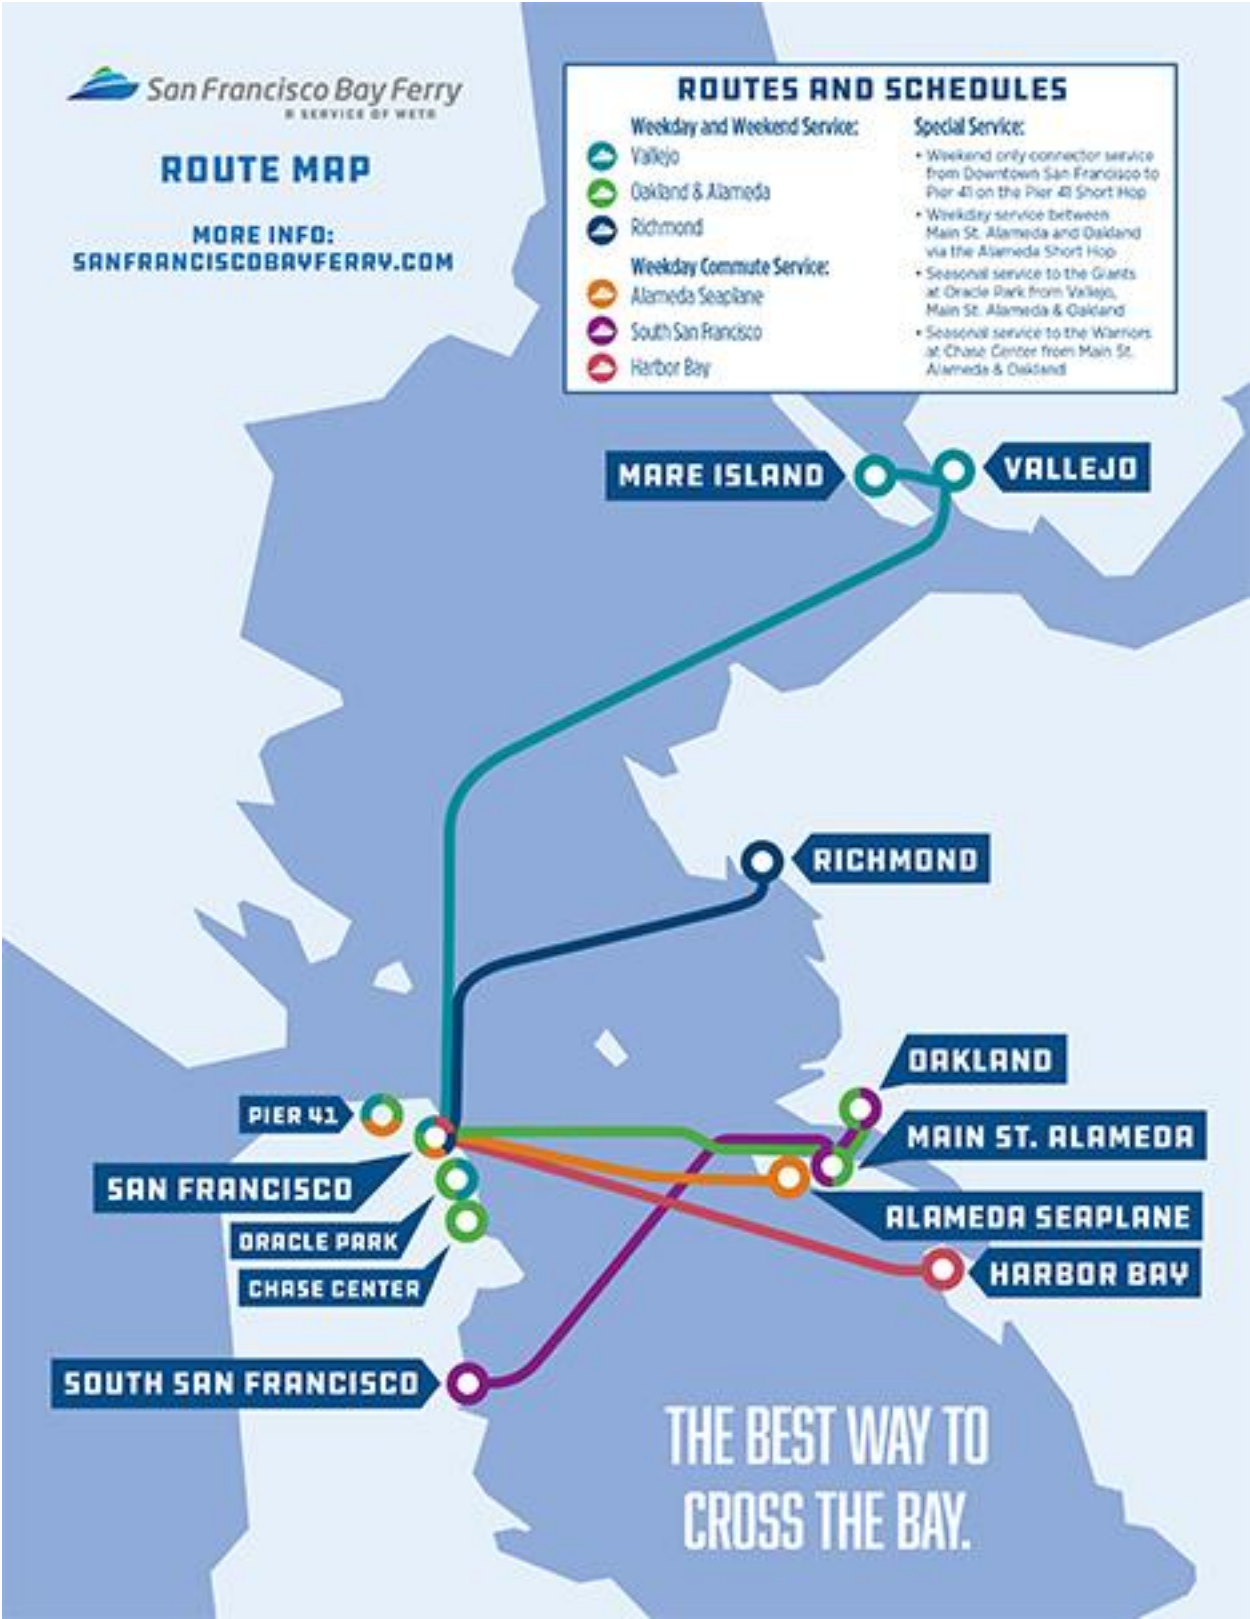 San Francisco Bay Ferry
A SERVICE OF WETA
ROUTE MAP
MORE INFO:
SANFRANCISCOBAYFERRY.COM
ROUTES AND SCHEDULES
Weekday and Weekend Service:
Vallejo
Oakland & Alameda
Richmond
Weekday Commute Service:
Alameda Seaplane
South San Francisco
Harbor Bay
Special Service:
• Weekend only connector service
from Downtown San Francisco to
Pier 41 on the Pier 41 Short Hop
• Weekday service between
Main St. Alameda and Oakland
via the Alameda Short Hop
• Seasonal service to the Giants
at Oracle Park from Vallejo,
Main St. Alameda & Oakland
• Seasonal service to the Warriors
at Chase Center from Main St.
Alameda & Oakland
MARE ISLAND
VALLEJO
RICHMOND
OAKLAND
PIER 41
MAIN ST. ALAMEDA
SAN FRANCISCO
ALAMEDA SEAPLANE
ORACLE PARK
HARBOR BAY
CHASE CENTER
SOUTH SAN FRANCISCO
THE BEST WAY TO
CROSS THE BAY.